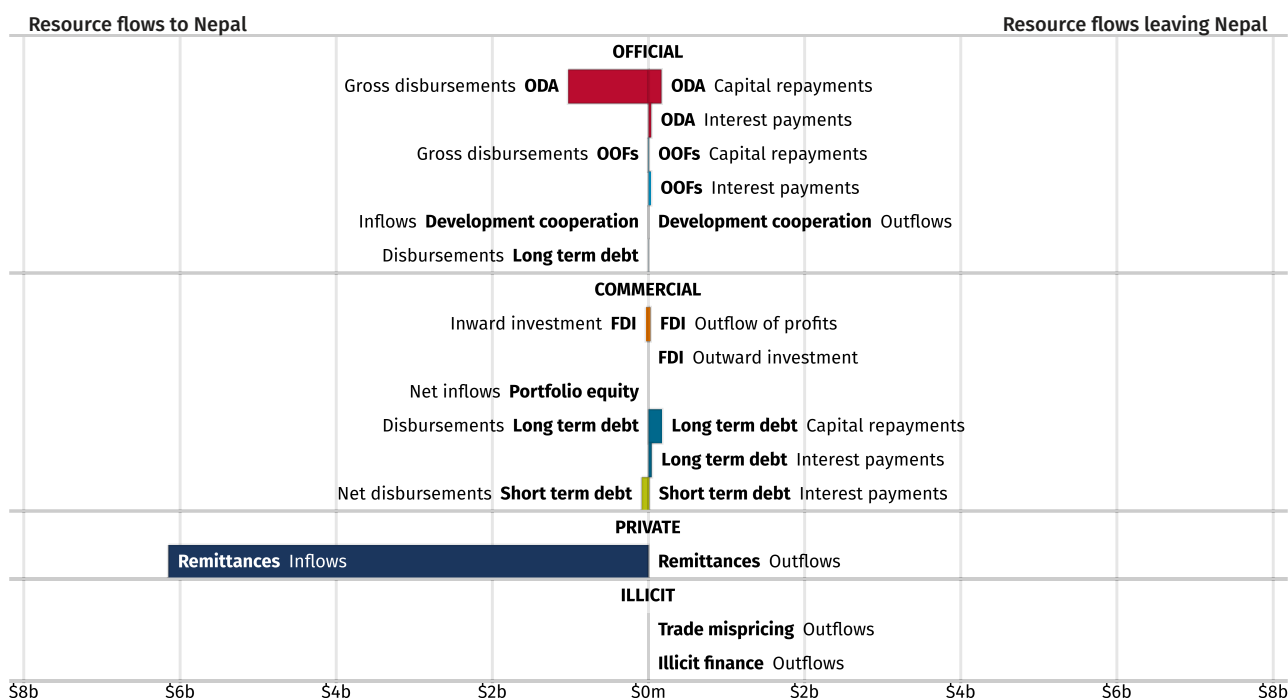 Resource flows to Nepal Resource flows leaving Nepal
OFFICIAL
Gross disbursements ODA ODA Capital repayments
ODA Interest payments
Gross disbursements OOFs OOFs Capital repayments
OOFs Interest payments
Inflows Development cooperation Development cooperation Outflows
Disbursements Long term debt
COMMERCIAL
Inward investment FDI FDI Outflow of profits
FDI Outward investment
Net inflows Portfolio equity
Disbursements Long term debt Long term debt Capital repayments
Long term debt Interest payments
Net disbursements Short term debt Short term debt Interest payments
PRIVATE
Remittances Inflows Remittances Outflows
ILLICIT
Trade mispricing Outflows
Illicit finance Outflows
$8b $6b $4b $2b $0m $2b $4b $6b $8b